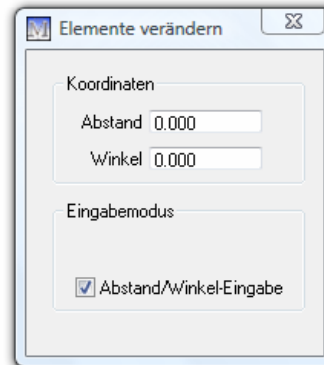 Elemente verändern
Koordinaten
Abstand 0.000
Winkel 0.000
Eingabemodus
Abstand/Winkel-Eingabe